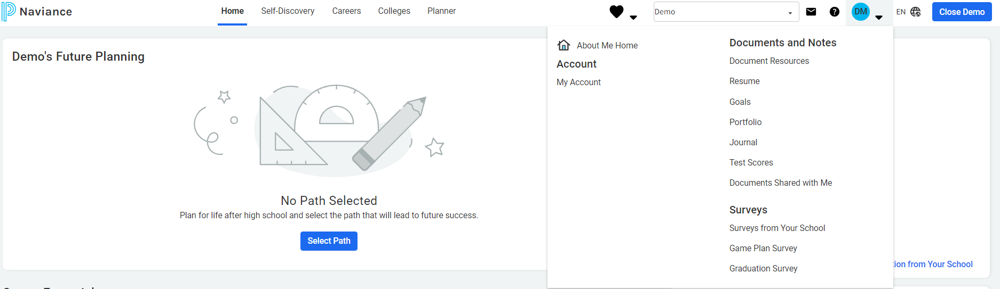 Naviance
Home Self-Discovery Careers Colleges Planner
Demo
DM
EN
Close Demo
Demo's Future Planning
No Path Selected
Plan for life after high school and select the path that will lead to future success.
Select Path
About Me Home
Account
My Account
Documents and Notes
Document Resources
Resume
Goals
Portfolio
Journal
Test Scores
Documents Shared with Me
Surveys
Surveys from Your School
Game Plan Survey
Graduation Survey
from Your School